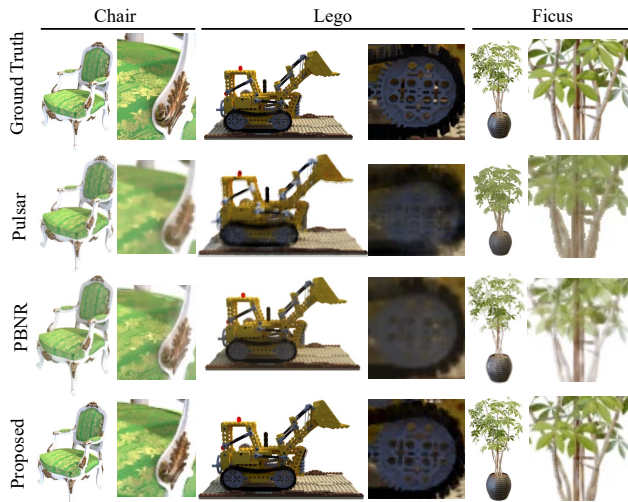 Chair Lego Ficus
Ground Truth
Pulsar
PBNR
Proposed